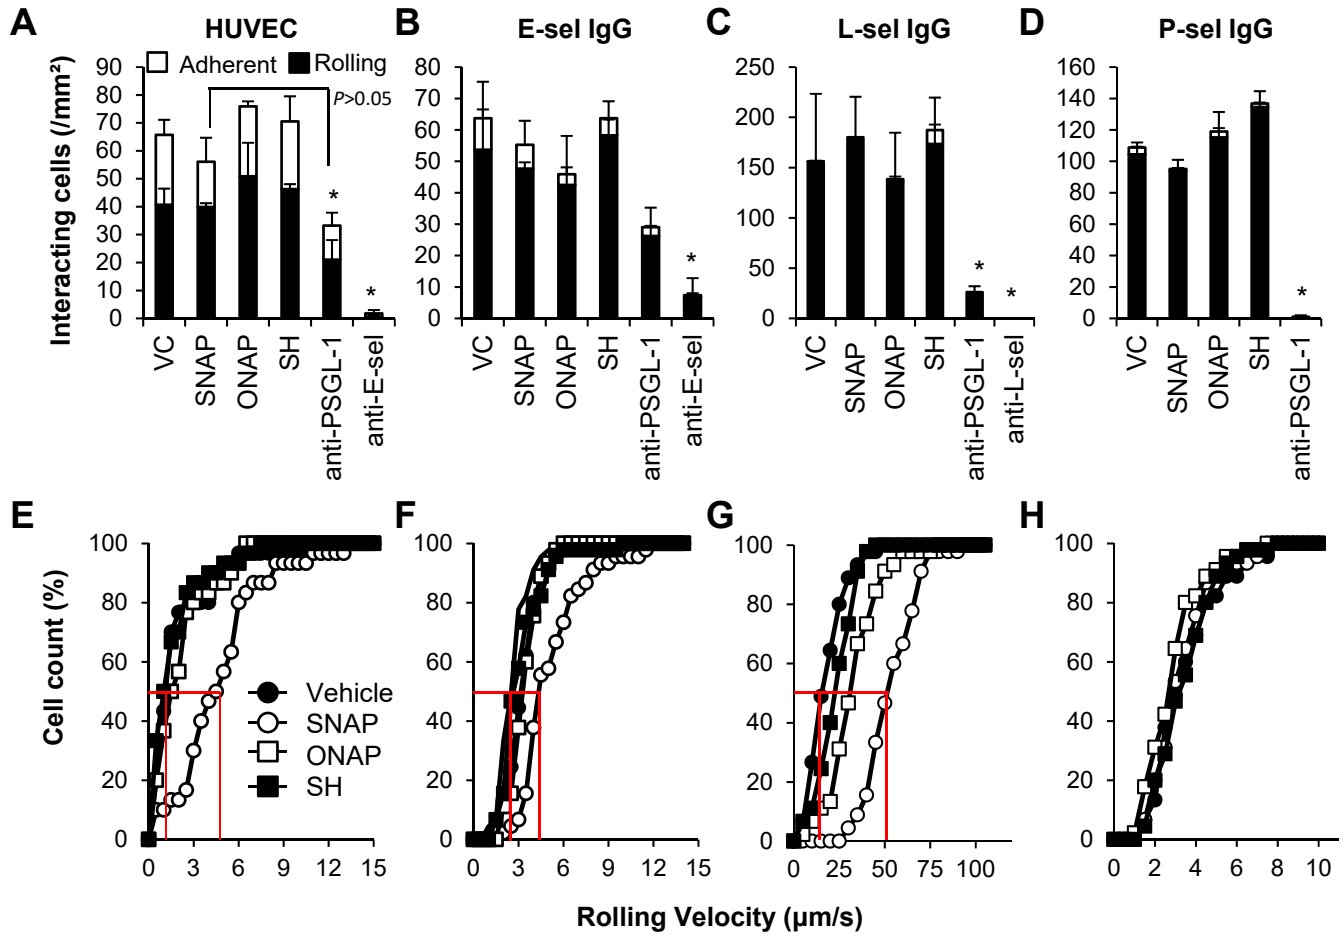 A HUVEC
B E-sel IgG
C L-sel IgG
D P-sel IgG
Adherent Rolling
P>0.05
Interacting cells (/mm²)
90
80
70
60
50
40
30
20
10
0
*
*
VC
SNAP
ONAP
SH
anti-PSGL-1
anti-E-sel
80
70
60
50
40
30
20
10
0
*
VC
SNAP
ONAP
SH
anti-PSGL-1
anti-E-sel
250
200
150
100
50
0
*
*
VC
SNAP
ONAP
SH
anti-PSGL-1
anti-L-sel
160
140
120
100
80
60
40
20
0
*
VC
SNAP
ONAP
SH
anti-PSGL-1
E
F
G
H
Cell count (%)
100
80
60
40
20
0
Vehicle
SNAP
ONAP
SH
0 3 6 9 12 15
100
80
60
40
20
0
0 3 6 9 12 15
100
80
60
40
20
0
0 25 50 75 100
100
80
60
40
20
0
0 2 4 6 8 10
Rolling Velocity (µm/s)